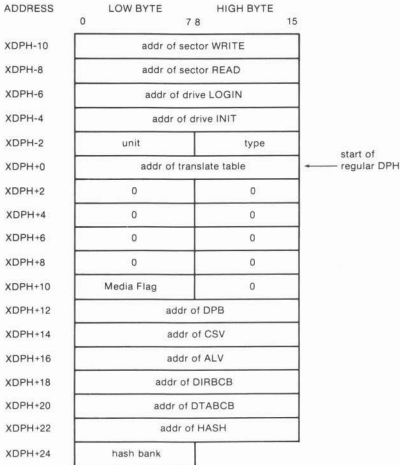 ADDRESS LOW BYTE HIGH BYTE
0 7 8 15
XDPH-10 addr of sector WRITE
XDPH-8 addr of sector READ
XDPH-6 addr of drive LOGIN
XDPH-4 addr of drive INIT
XDPH-2 unit type
XDPH+0 addr of translate table start of
regular DPH
XDPH+2 0 0
XDPH+4 0 0
XDPH+6 0 0
XDPH+8 0 0
XDPH+10 Media Flag 0
XDPH+12 addr of DPB
XDPH+14 addr of CSV
XDPH+16 addr of ALV
XDPH+18 addr of DIRBCB
XDPH+20 addr of DTABCB
XDPH+22 addr of HASH
XDPH+24 hash bank